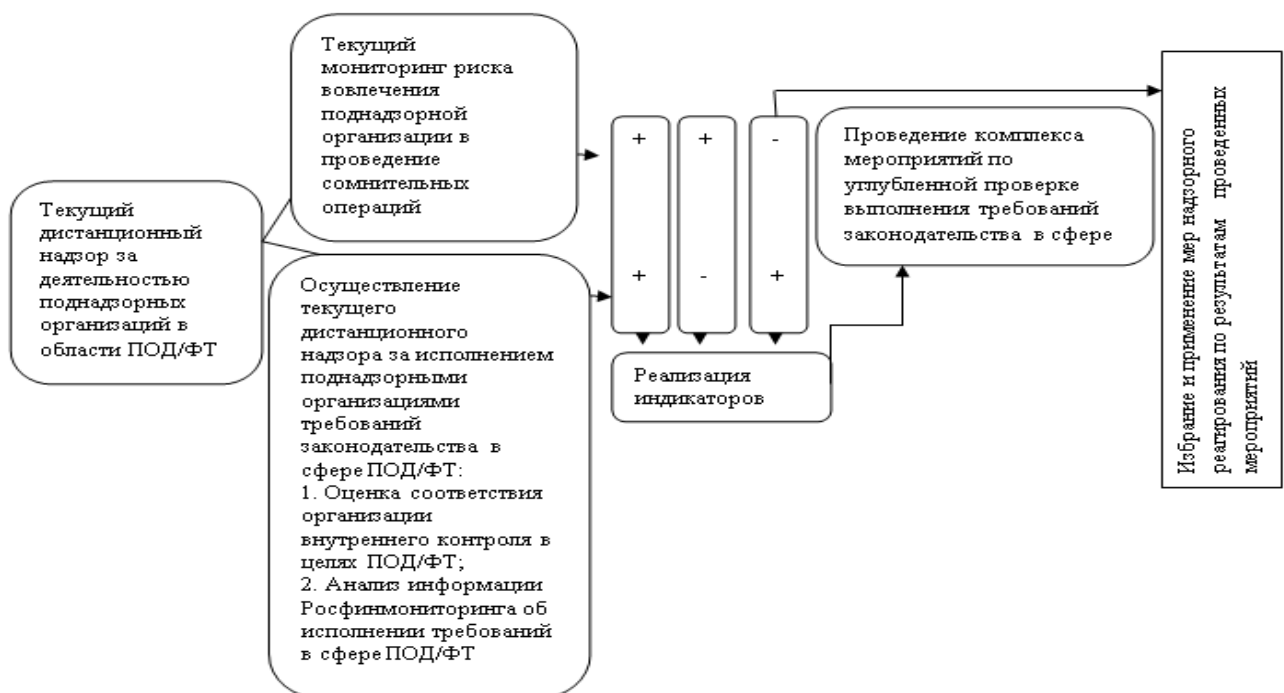 Текущий
дистанционный
надзор за
деятельностью
поднадзорных
организаций в
области ПОД/ФТ
Текущий
мониторинг риска
вовлечения
поднадзорной
организации в
проведение
сомнительных
операций
Осуществление
текущего
дистанционного
надзора за исполнением
поднадзорными
организациями
требований
законодательства в
сфере ПОД/ФТ:
1. Оценка соответствия
организации
внутреннего контроля в
целях ПОД/ФТ;
2. Анализ информации
Росфинмониторинга об
исполнении требований
в сфере ПОД/ФТ
+ + -
+ - +
Реализация
индикаторов
Проведение комплекса
мероприятий по
углубленной проверке
выполнения требований
законодательства в сфере
Избрание и применение мер надзорного
реагирования по результатам проведенных
мероприятий